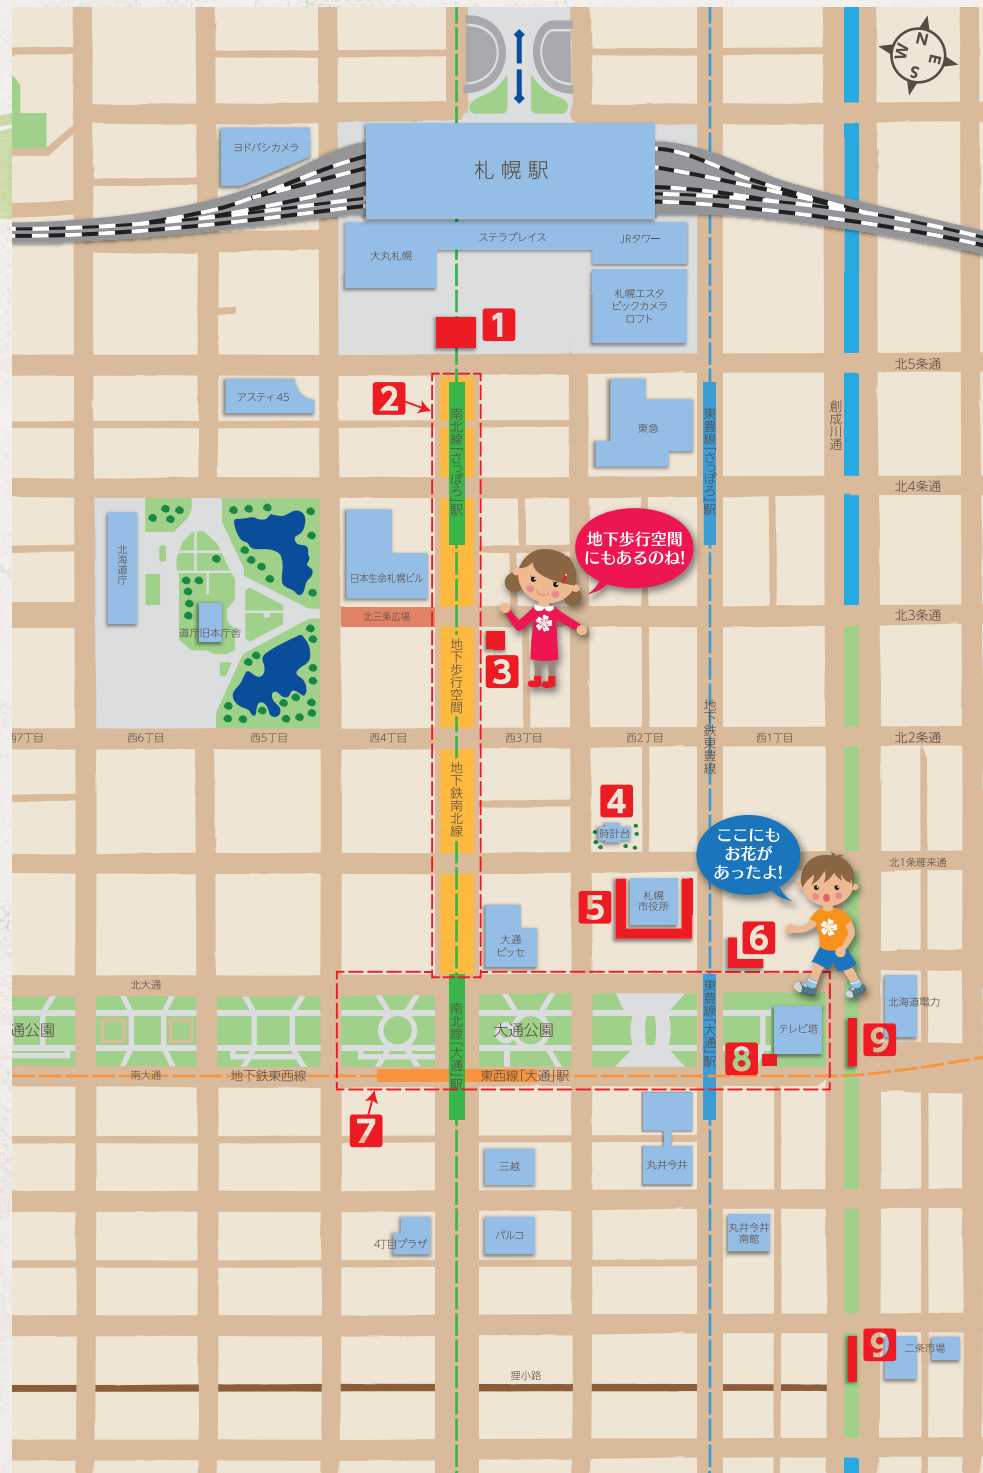 N
E
S
W
ヨドバシカメラ
札幌駅
ステラプレイス
JRタワー
大丸札幌
札幌エスタ
ビックカメラ
ロフト
1
北5条通
2
アスティ45
南北線「さっぽろ」駅
東急
東豊線「さっぽろ」駅
創成川通
北4条通
北海道庁
日本生命札幌ビル
地下歩行空間
にもあるのね!
道庁旧本庁舎
北三条広場
北3条通
地下歩行空間
3
地下鉄東豊線
西7丁目
西6丁目
西5丁目
西4丁目
西3丁目
西2丁目
西1丁目
北2条通
地下鉄南北線
4
時計台
ここにも
お花が
あったよ!
北1条雁来通
5
札幌
市役所
6
大通
ビッセ
北大通
南北線「大通」駅
東豊線「大通」駅
北海道電力
通公園
大通公園
テレビ塔
9
8
南大通
地下鉄東西線
東西線「大通」駅
7
三越
丸井今井
4丁目プラザ
パルコ
丸井今井
南館
9
二条市場
狸小路